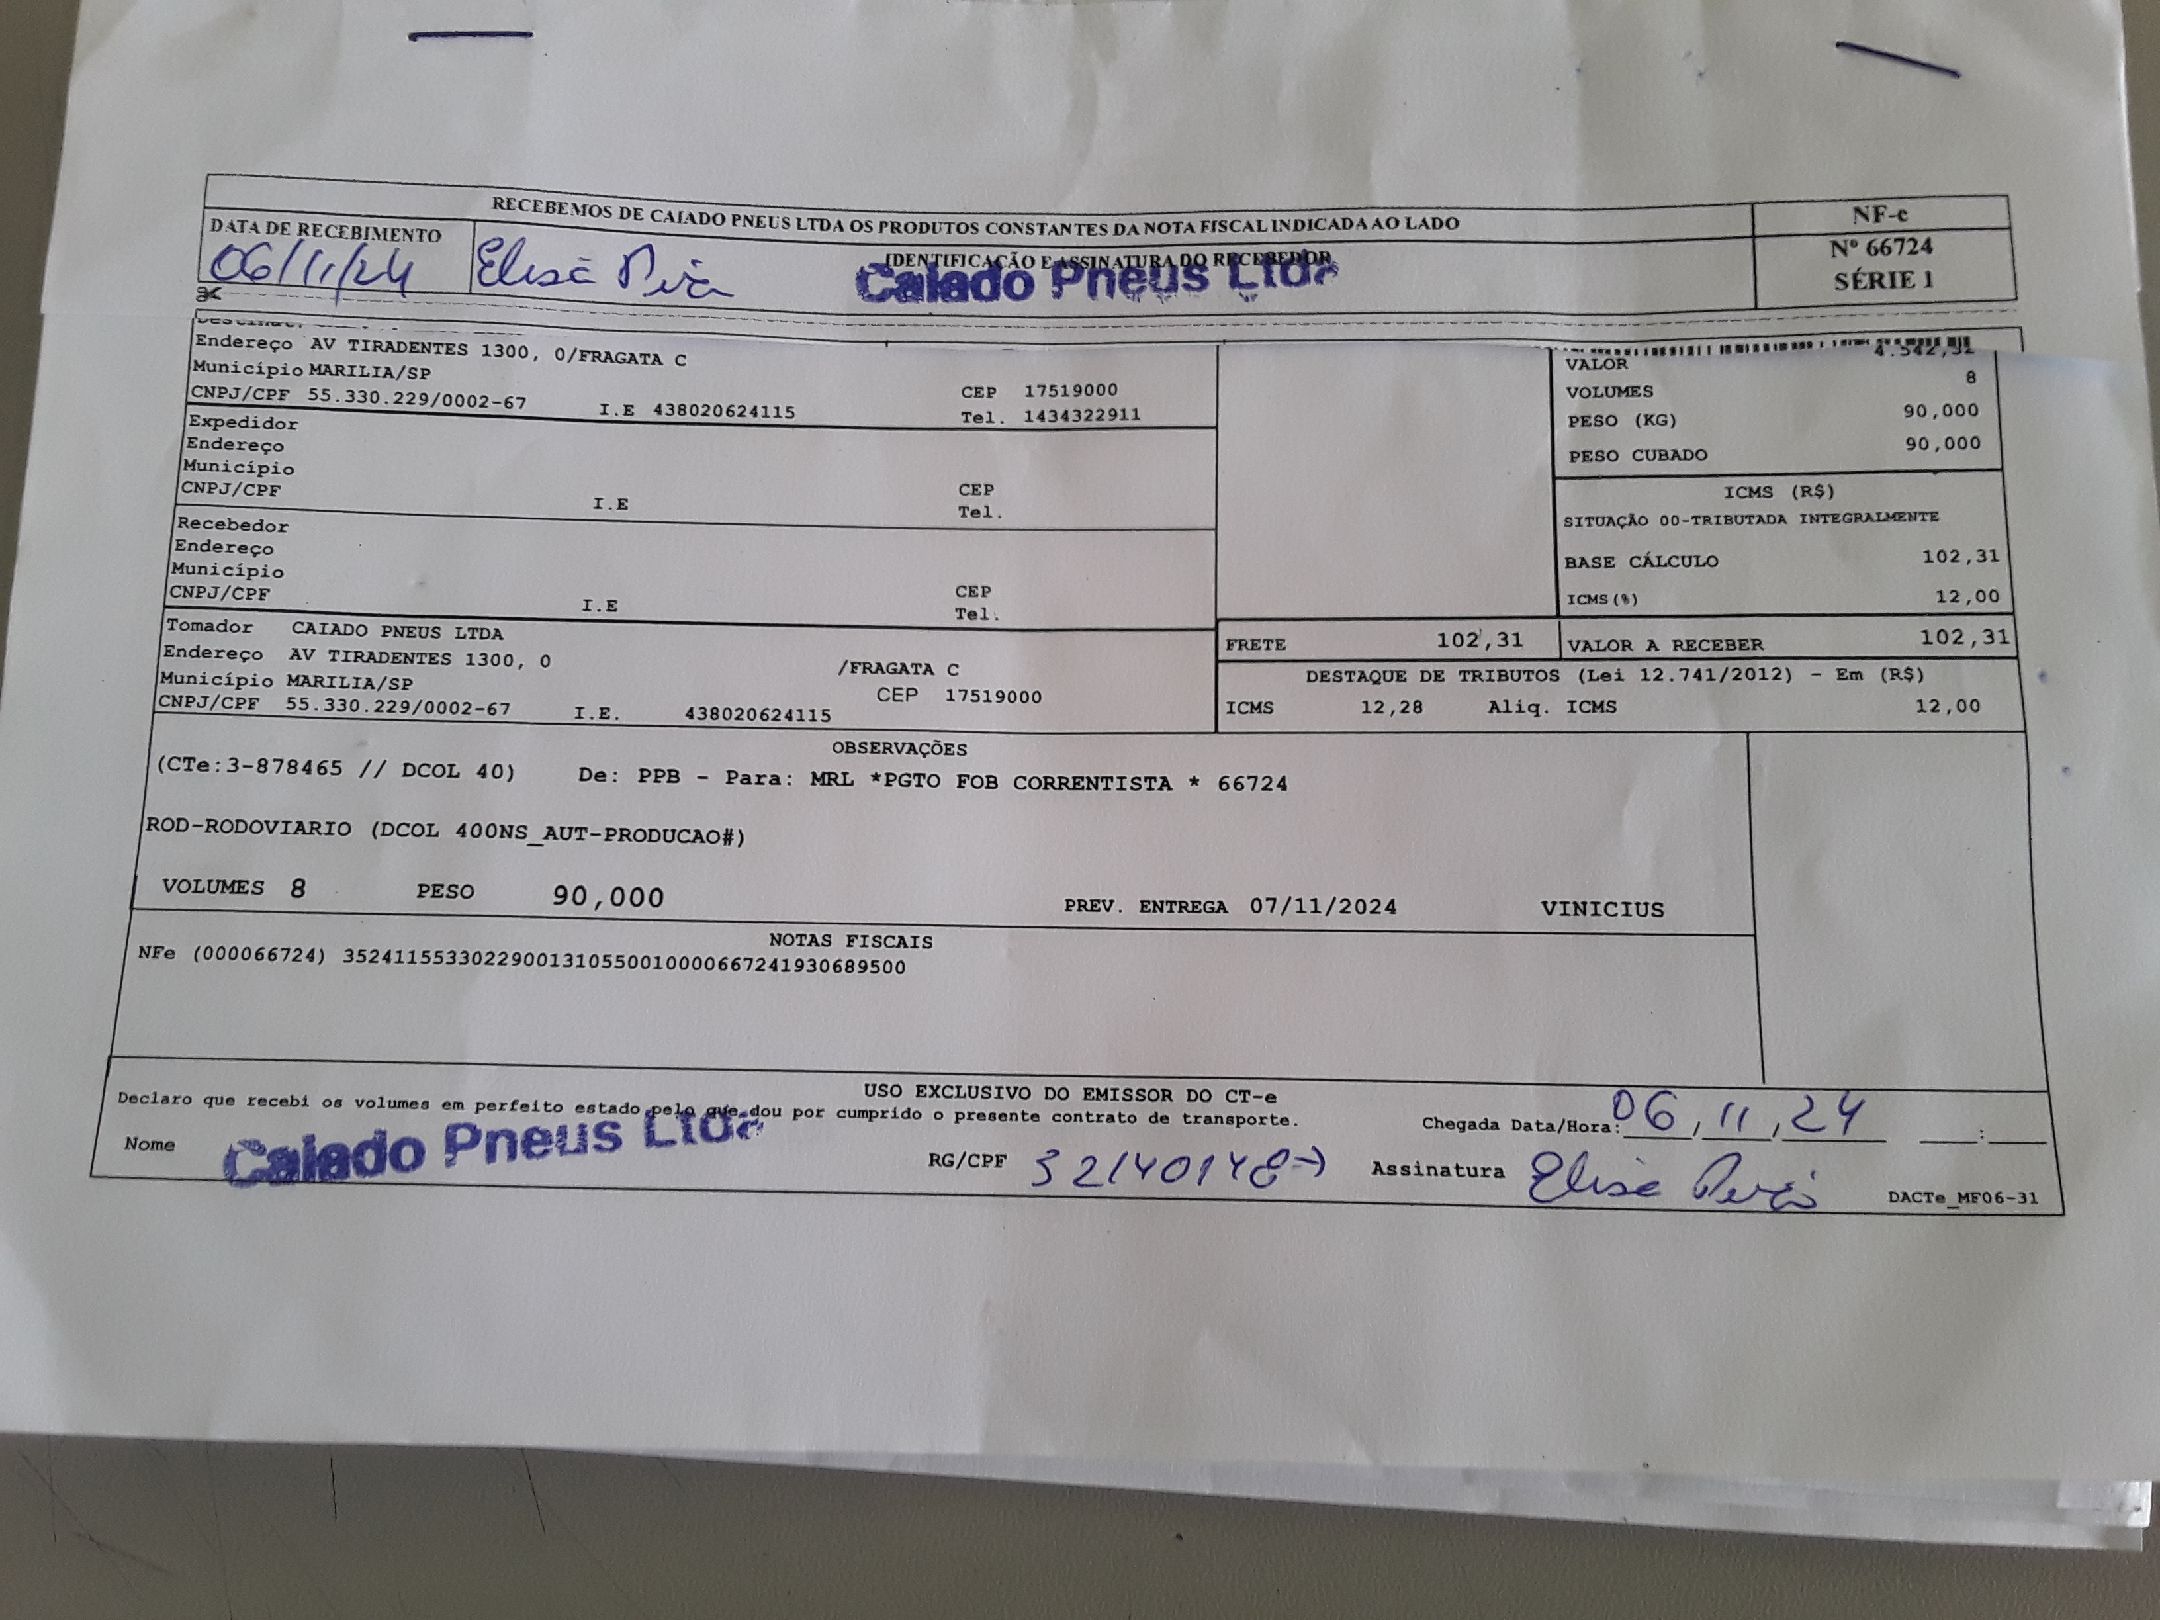 RECEBEMOS DE CAIADO PNEUS LTDA OS PRODUTOS CONSTANTES DA NOTA FISCAL INDICADA AO LADO
NF-e
Nº 66724
SÉRIE 1
DATA DE RECEBIMENTO
06/11/24
IDENTIFICAÇÃO E ASSINATURA DO RECEBEDOR
Elisa
Caiado Pneus Ltda
Endereço AV TIRADENTES 1300, 0/FRAGATA C
Município MARILIA/SP
CEP 17519000
CNPJ/CPF 55.330.229/0002-67 I.E 438020624115 Tel. 1434322911
Expedidor
Endereço
Município
CEP
CNPJ/CPF I.E Tel.
Recebedor
Endereço
Município
CEP
CNPJ/CPF I.E Tel.
Tomador CAIADO PNEUS LTDA
Endereço AV TIRADENTES 1300, 0 /FRAGATA C
Município MARILIA/SP CEP 17519000
CNPJ/CPF 55.330.229/0002-67 I.E. 438020624115
VALOR 4.542,31
VOLUMES 8
PESO (KG) 90,000
PESO CUBADO 90,000
ICMS (R$)
SITUAÇÃO 00-TRIBUTADA INTEGRALMENTE
BASE CÁLCULO 102,31
ICMS(%) 12,00
FRETE 102,31 VALOR A RECEBER 102,31
DESTAQUE DE TRIBUTOS (Lei 12.741/2012) - Em (R$)
ICMS 12,28 Aliq. ICMS 12,00
OBSERVAÇÕES
(CTe:3-878465 // DCOL 40) De: PPB - Para: MRL *PGTO FOB CORRENTISTA * 66724
ROD-RODOVIARIO (DCOL 400NS_AUT-PRODUCAO#)
VOLUMES 8 PESO 90,000 PREV. ENTREGA 07/11/2024 VINICIUS
NOTAS FISCAIS
NFe (000066724) 35241155330229001310550010000667241930689500
USO EXCLUSIVO DO EMISSOR DO CT-e
Declaro que recebi os volumes em perfeito estado pelo que dou por cumprido o presente contrato de transporte.
Chegada Data/Hora: 06,11,24 :
Nome Caiado Pneus Ltda
RG/CPF
Assinatura Elisa
DACTe_MF06-31